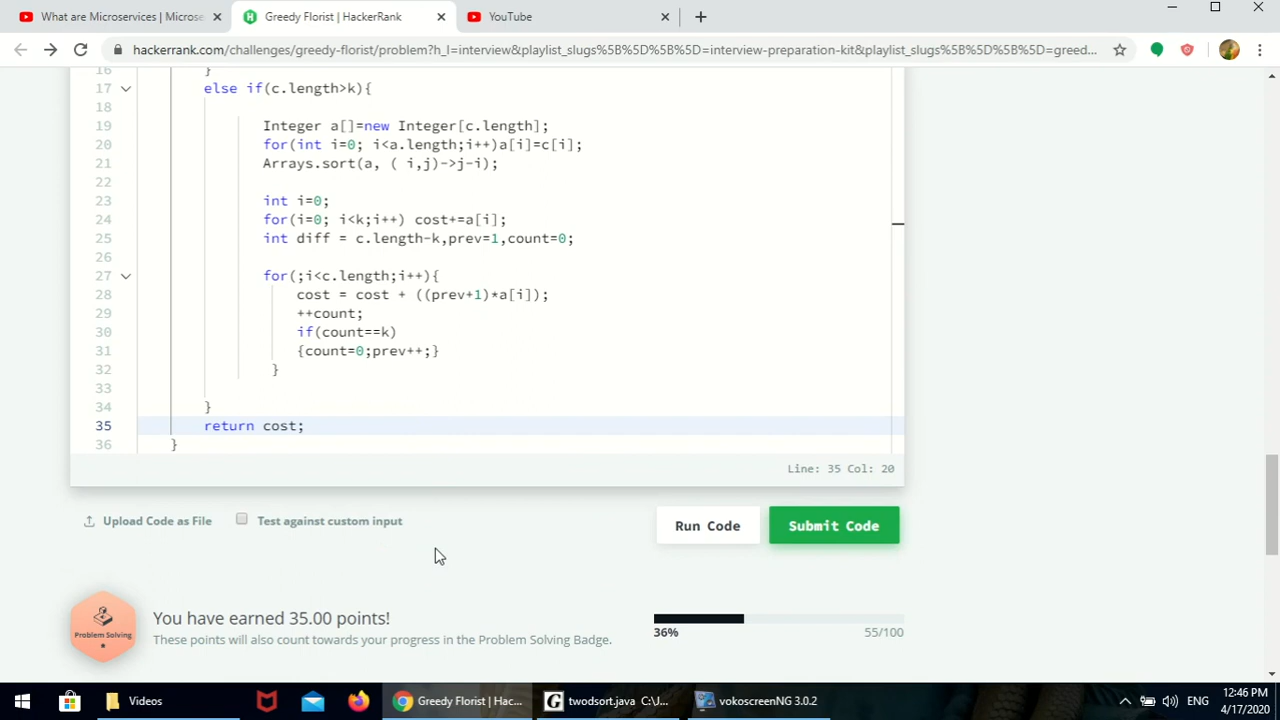 What are Microservices | Microse
Greedy Florist | HackerRank
YouTube
hackerrank.com/challenges/greedy-florist/problem?h_l=interview&playlist_slugs%5B%5D%5B%5D=interview-preparation-kit&playlist_slugs%5B%5D%5B%5D=greed...
16 }
17 else if(c.length>k){
18
19 Integer a[]=new Integer[c.length];
20 for(int i=0; i<a.length;i++)a[i]=c[i];
21 Arrays.sort(a, ( i,j)->j-i);
22
23 int i=0;
24 for(i=0; i<k;i++) cost+=a[i];
25 int diff = c.length-k,prev=1,count=0;
26
27 for(;i<c.length;i++){
28 cost = cost + ((prev+1)*a[i]);
29 ++count;
30 if(count==k)
31 {count=0;prev++;}
32 }
33
34 }
35 return cost;
36 }
Line: 35 Col: 20
Upload Code as File
Test against custom input
Run Code
Submit Code
Problem Solving
You have earned 35.00 points!
These points will also count towards your progress in the Problem Solving Badge.
36%
55/100
Videos
Greedy Florist | Hac...
G
twodsort.java C:\J...
vokoscreenNG 3.0.2
ENG
12:46 PM
4/17/2020